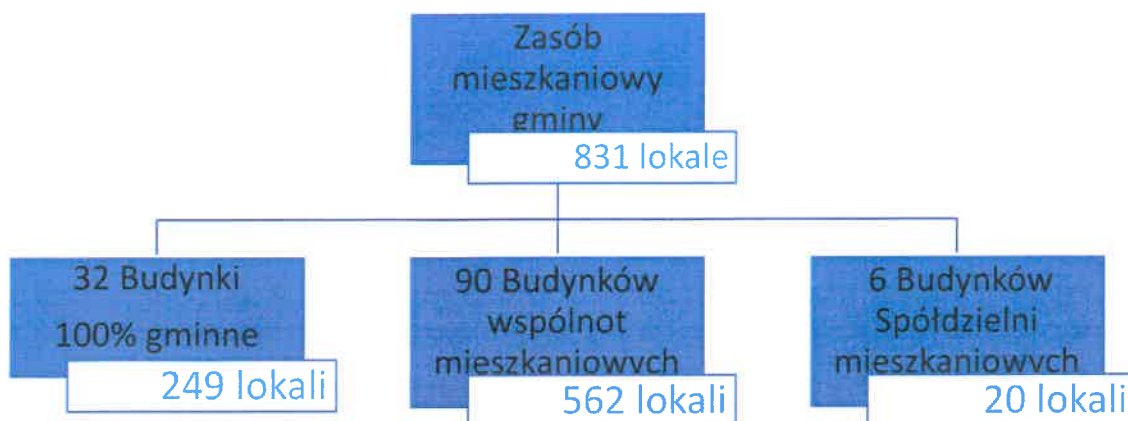 Zasób
mieszkaniowy
gminy
831 lokale
32 Budynki
100% gminne
249 lokali
90 Budynków
wspólnot
mieszkaniowych
562 lokali
6 Budynków
Spółdzielni
mieszkaniowych
20 lokali